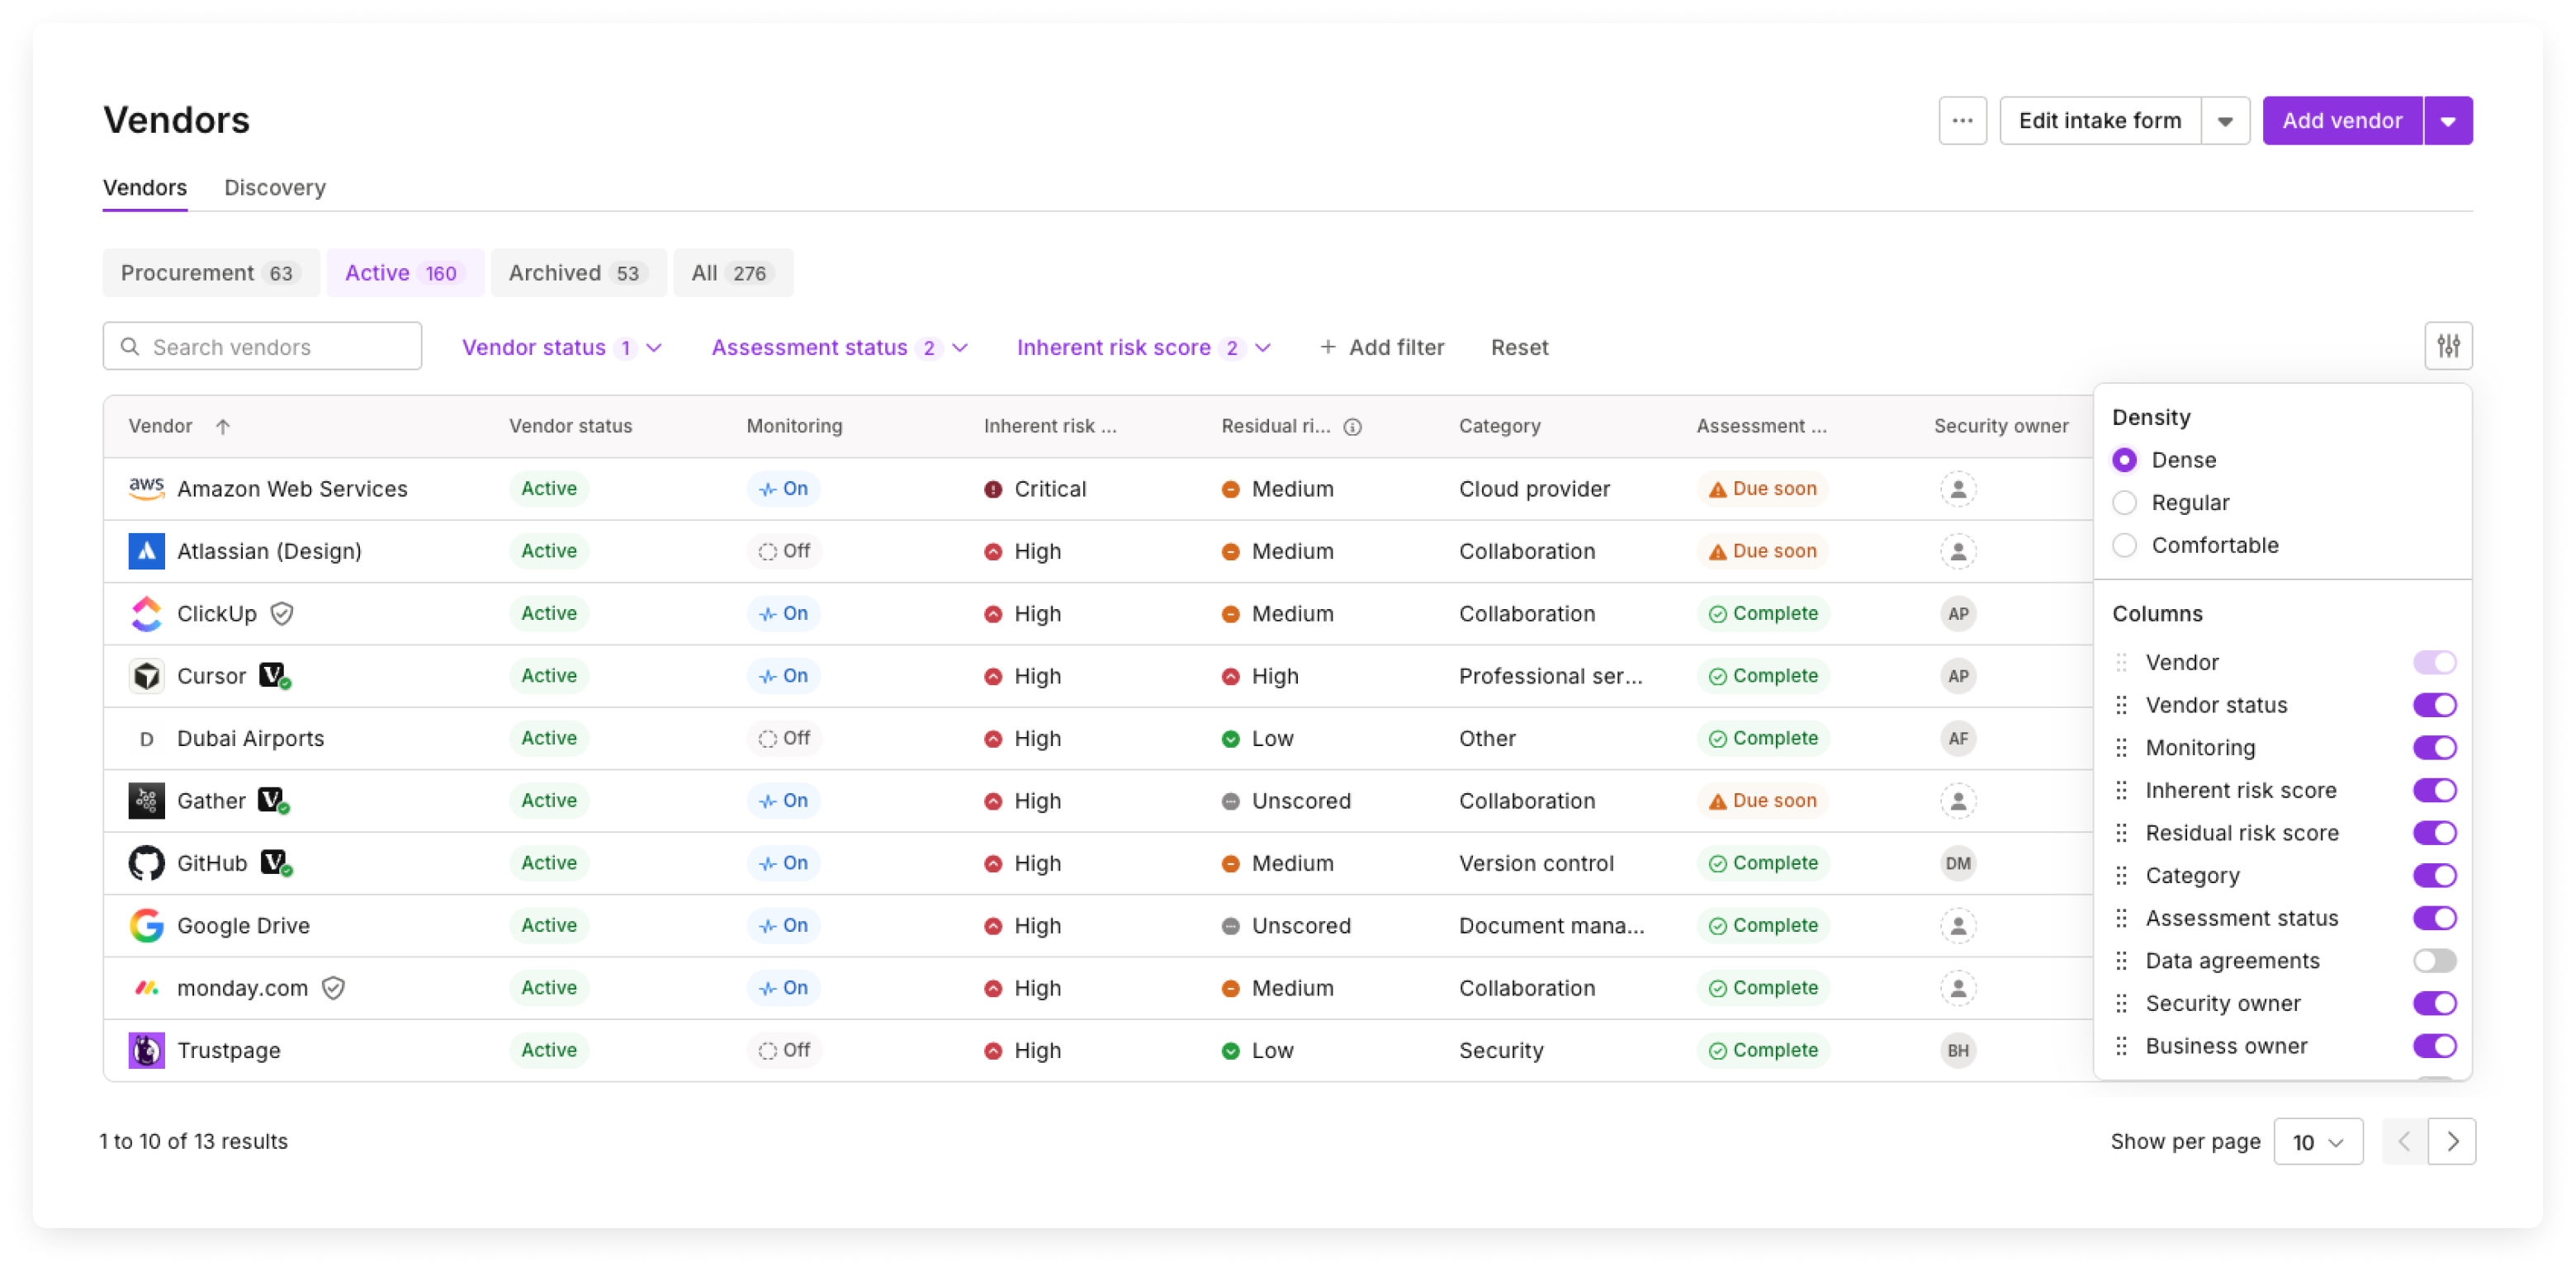 Vendors
... Edit intake form Add vendor
Vendors Discovery
Procurement 63 Active 160 Archived 53 All 276
Search vendors Vendor status 1 Assessment status 2 Inherent risk score 2 + Add filter Reset
Vendor Vendor status Monitoring Inherent risk ... Residual ri... Category Assessment ... Security owner
aws Amazon Web Services Active On Critical Medium Cloud provider Due soon
Atlassian (Design) Active Off High Medium Collaboration Due soon
ClickUp Active On High Medium Collaboration Complete AP
Cursor V Active On High High Professional ser... Complete AP
D Dubai Airports Active Off High Low Other Complete AF
Gather V Active On High Unscored Collaboration Due soon
GitHub V Active On High Medium Version control Complete DM
G Google Drive Active On High Unscored Document mana... Complete
monday.com Active On High Medium Collaboration Complete
Trustpage Active Off High Low Security Complete BH
Density
Dense
Regular
Comfortable
Columns
Vendor
Vendor status
Monitoring
Inherent risk score
Residual risk score
Category
Assessment status
Data agreements
Security owner
Business owner
1 to 10 of 13 results Show per page 10